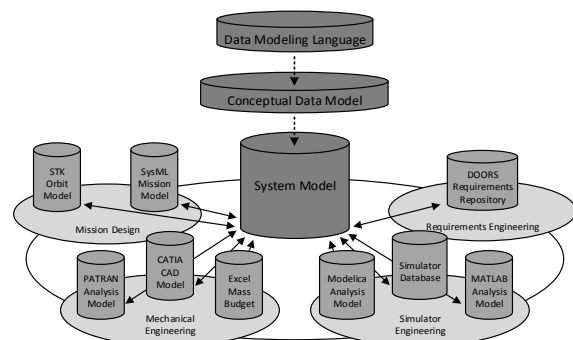 Data Modeling Language
Conceptual Data Model
System Model
STK
Orbit
Model
SysML
Mission
Model
Mission Design
DOORS
Requirements
Repository
Requirements Engineering
PATRAN
Analysis
Model
CATIA
CAD
Model
Excel
Mass
Budget
Mechanical
Engineering
Modelica
Analysis
Model
Simulator
Database
MATLAB
Analysis
Model
Simulator
Engineering